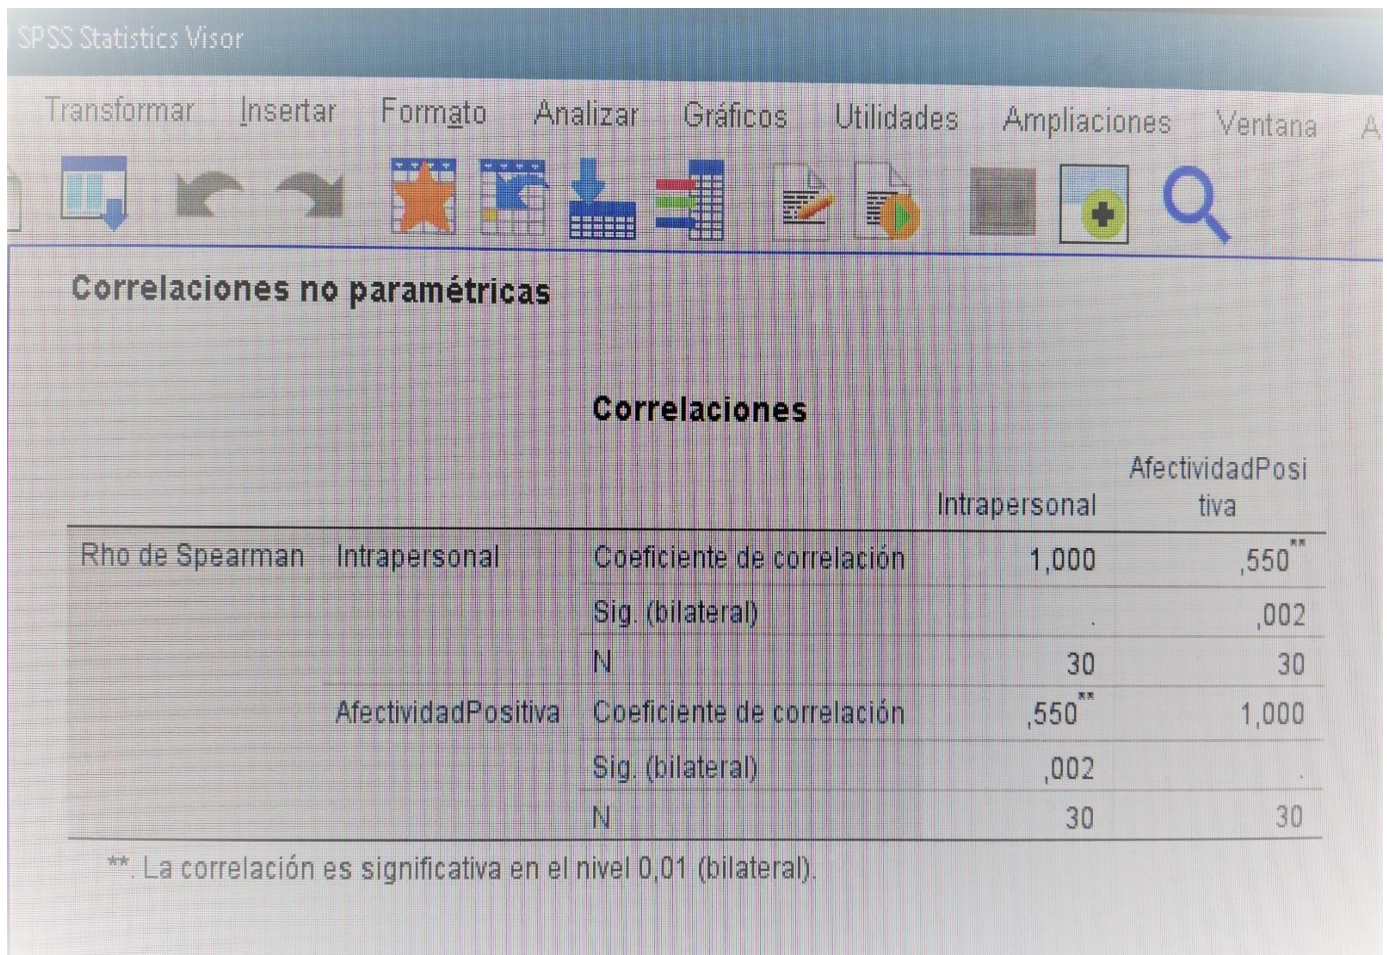 SPSS Statistics Visor
Transformar Insertar Formato Analizar Gráficos Utilidades Ampliaciones Ventana A
Correlaciones no paramétricas
Correlaciones
Intrapersonal AfectividadPosi
tiva
Rho de Spearman Intrapersonal Coeficiente de correlación 1,000 ,550**
Sig. (bilateral) . ,002
N 30 30
AfectividadPositiva Coeficiente de correlación ,550** 1,000
Sig. (bilateral) ,002 .
N 30 30
**. La correlación es significativa en el nivel 0,01 (bilateral).